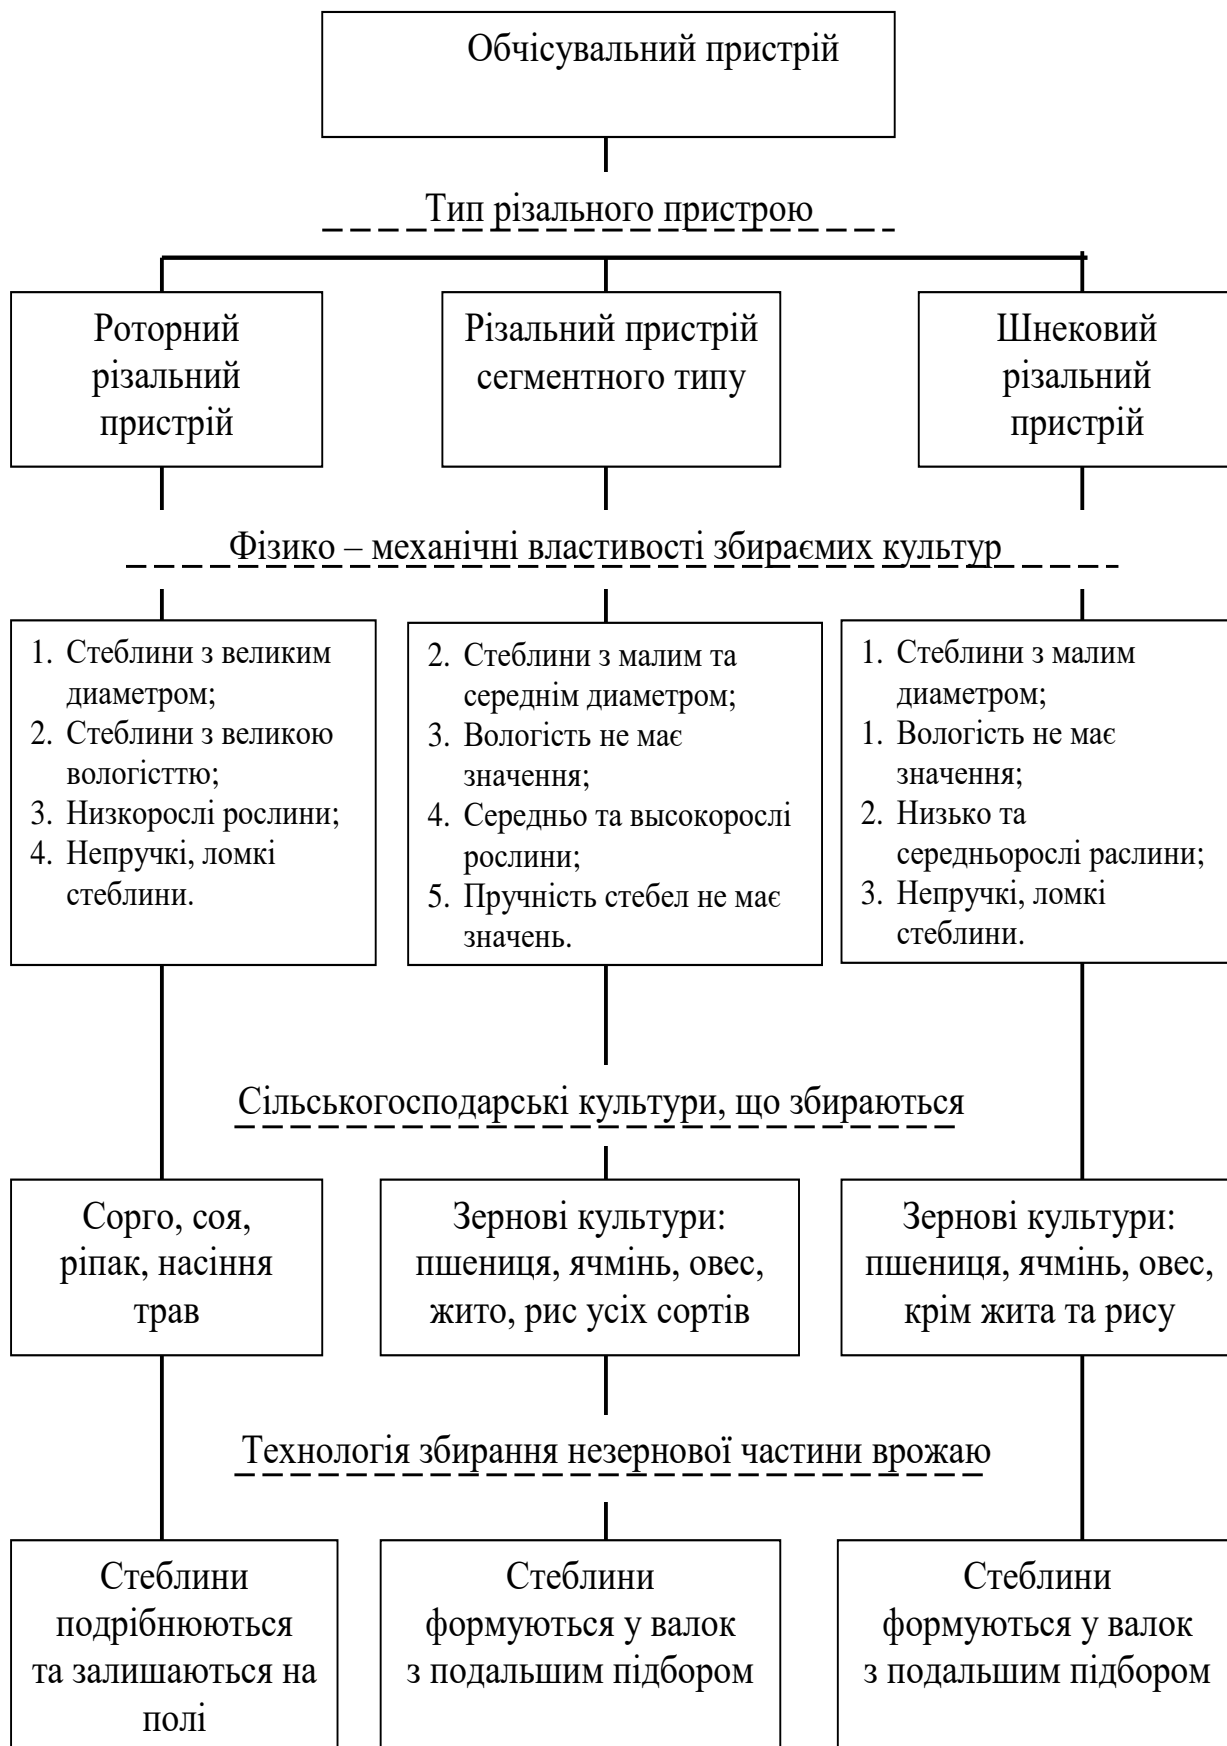 Обчісувальний пристрій
Тип різального пристрою
Роторний
різальний
пристрій
Різальний пристрій
сегментного типу
Шнековий
різальний
пристрій
Фізико – механічні властивості збираємих культур
1. Стеблини з великим
диаметром;
2. Стеблини з великою
вологісттю;
3. Низкорослі рослини;
4. Непручкі, ломкі
стеблини.
2. Стеблини з малим та
середнім диаметром;
3. Вологість не має
значення;
4. Середньо та высокорослі
рослини;
5. Пручність стебел не має
значень.
1. Стеблини з малим
диаметром;
1. Вологість не має
значення;
2. Низько та
середньорослі раслини;
3. Непручкі, ломкі
стеблини.
Сільськогосподарські культури, що збираються
Сорго, соя,
ріпак, насіння
трав
Зернові культури:
пшениця, ячмінь, овес,
жито, рис усіх сортів
Зернові культури:
пшениця, ячмінь, овес,
крім жита та рису
Технологія збирання незернової частини врожаю
Стеблини
подрібнюються
та залишаються на
полі
Стеблини
формуються у валок
з подальшим підбором
Стеблини
формуються у валок
з подальшим підбором